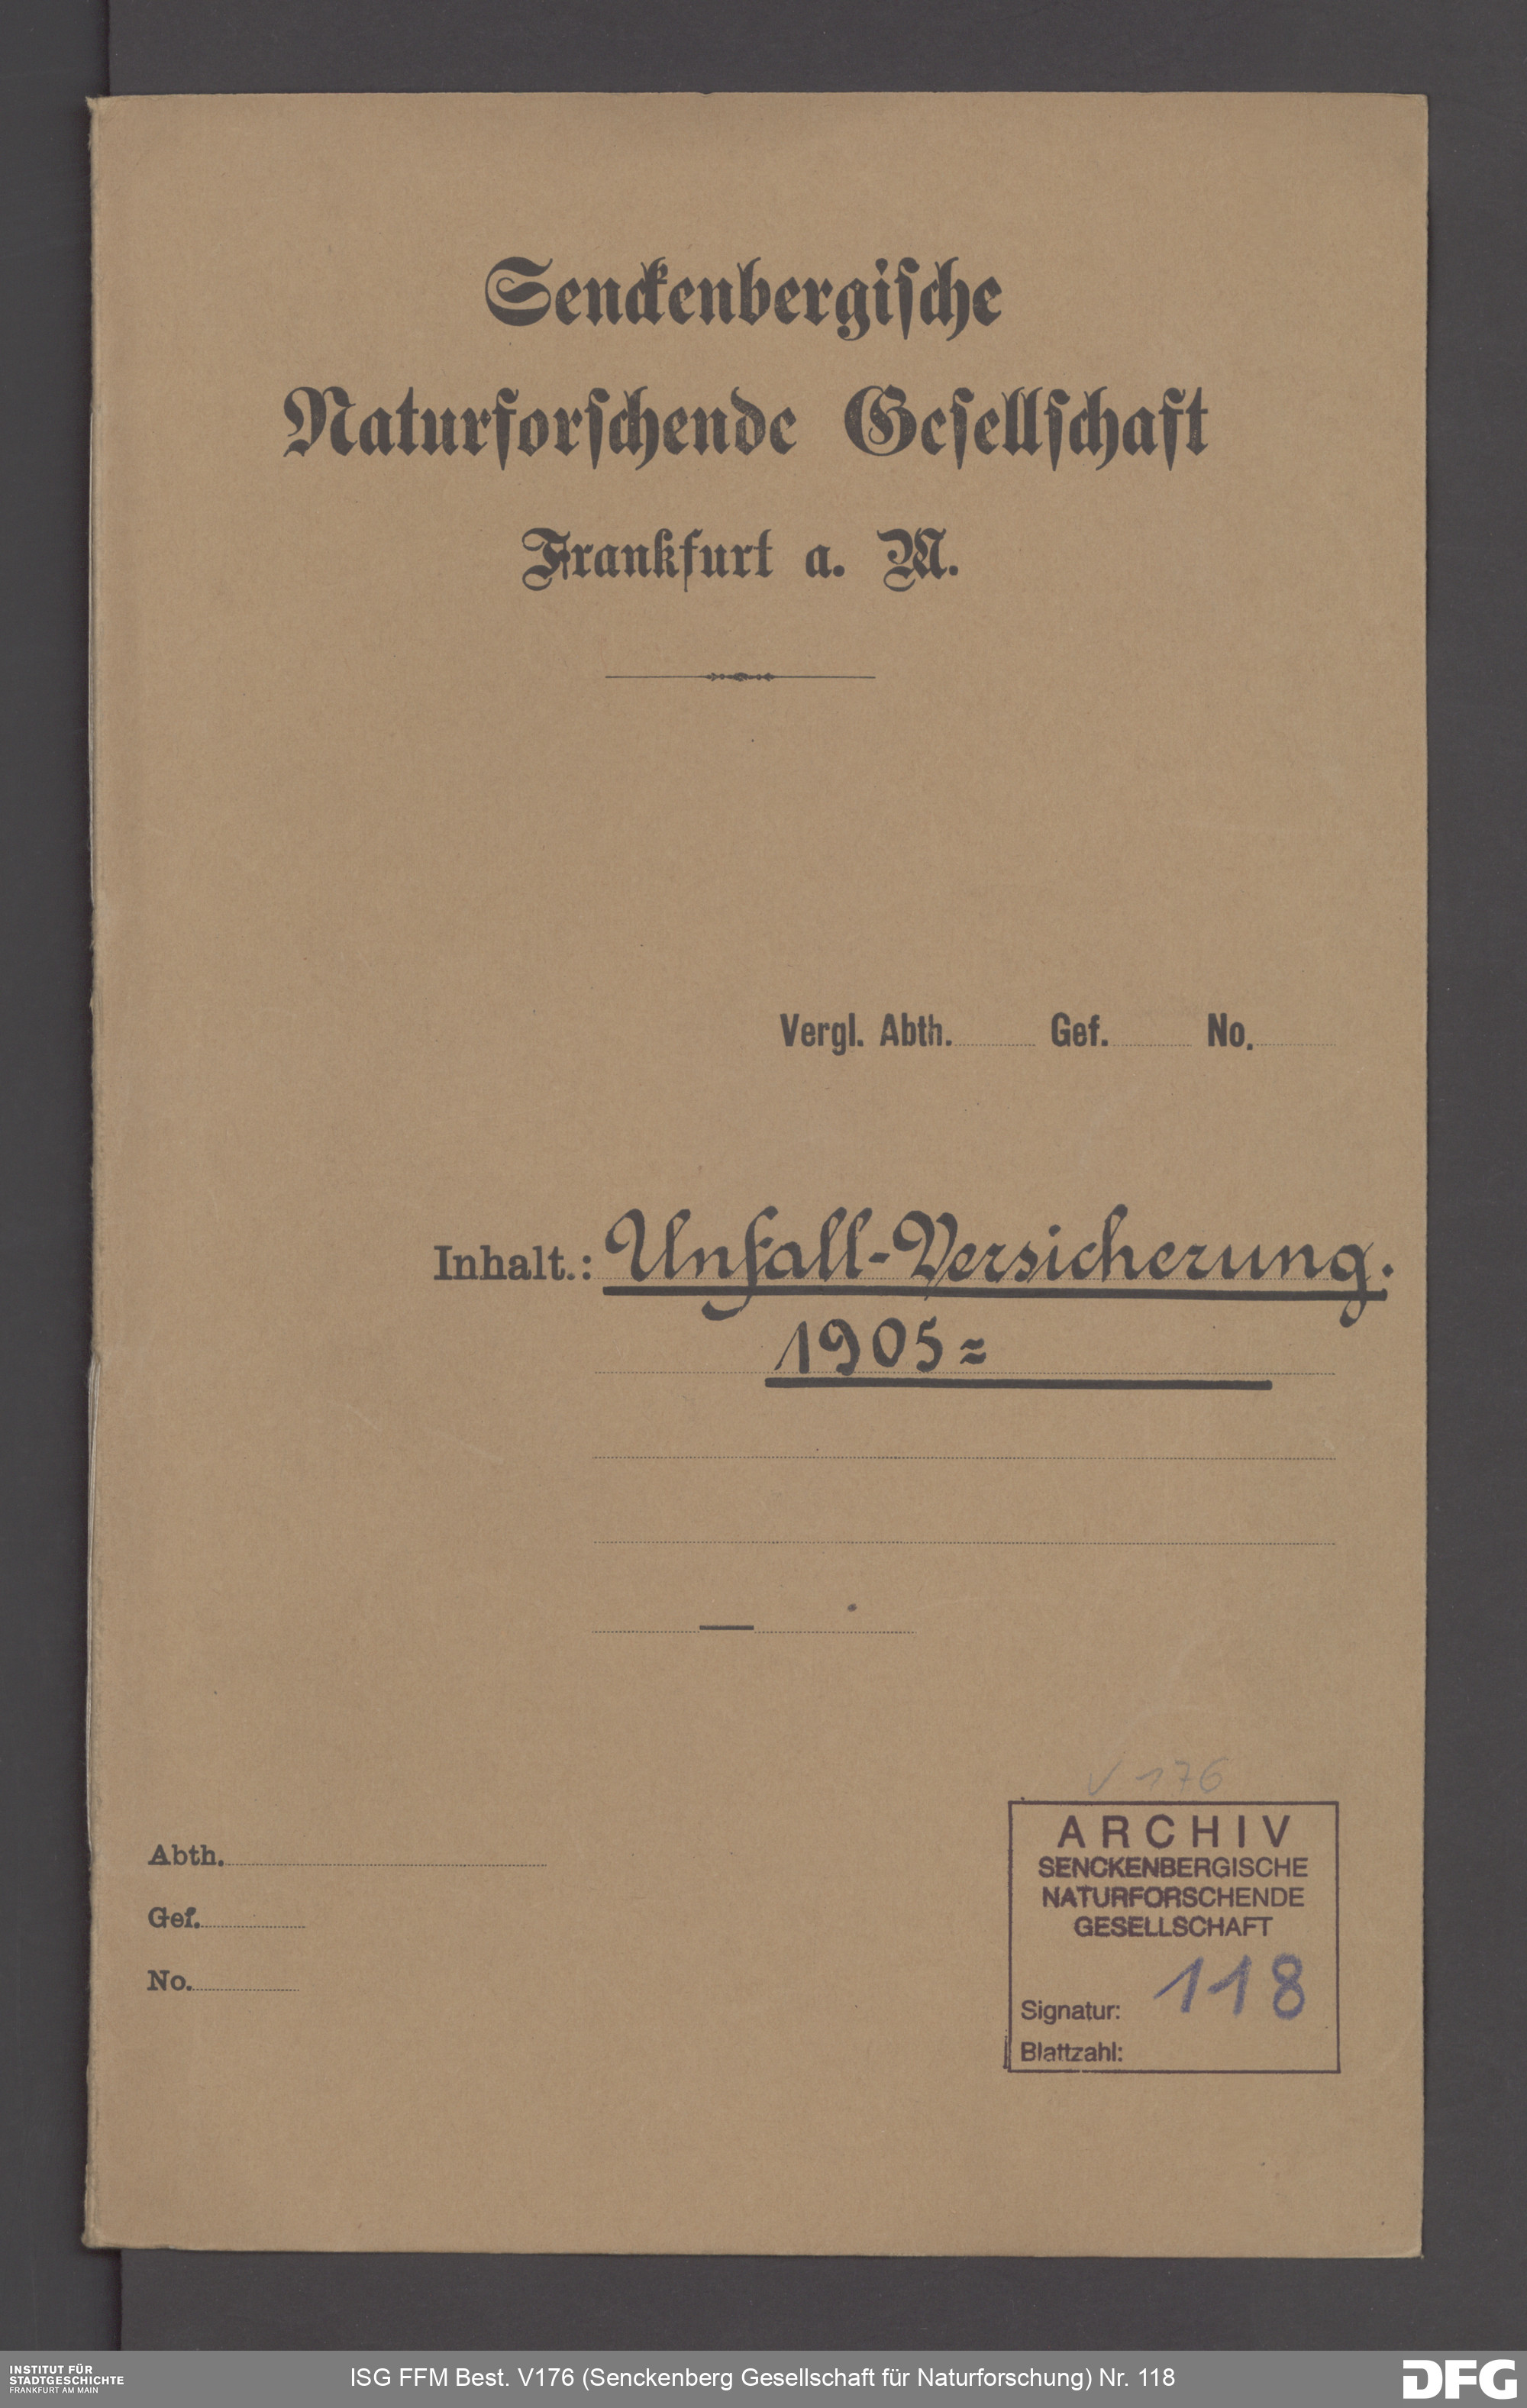 Senckenbergische
Naturforschende Gesellschaft
Frankfurt a. M.
Vergl. Abth. Gef. No.
Inhalt.: Unfall-Versicherung.
1905=
V 176
ARCHIV
SENCKENBERGISCHE
NATURFORSCHENDE
GESELLSCHAFT
Signatur: 118
Blattzahl:
Abth.
Gef.
No.
INSTITUT FÜR
STADTGESCHICHTE
FRANKFURT AM MAIN
ISG FFM Best. V176 (Senckenberg Gesellschaft für Naturforschung) Nr. 118
DFG